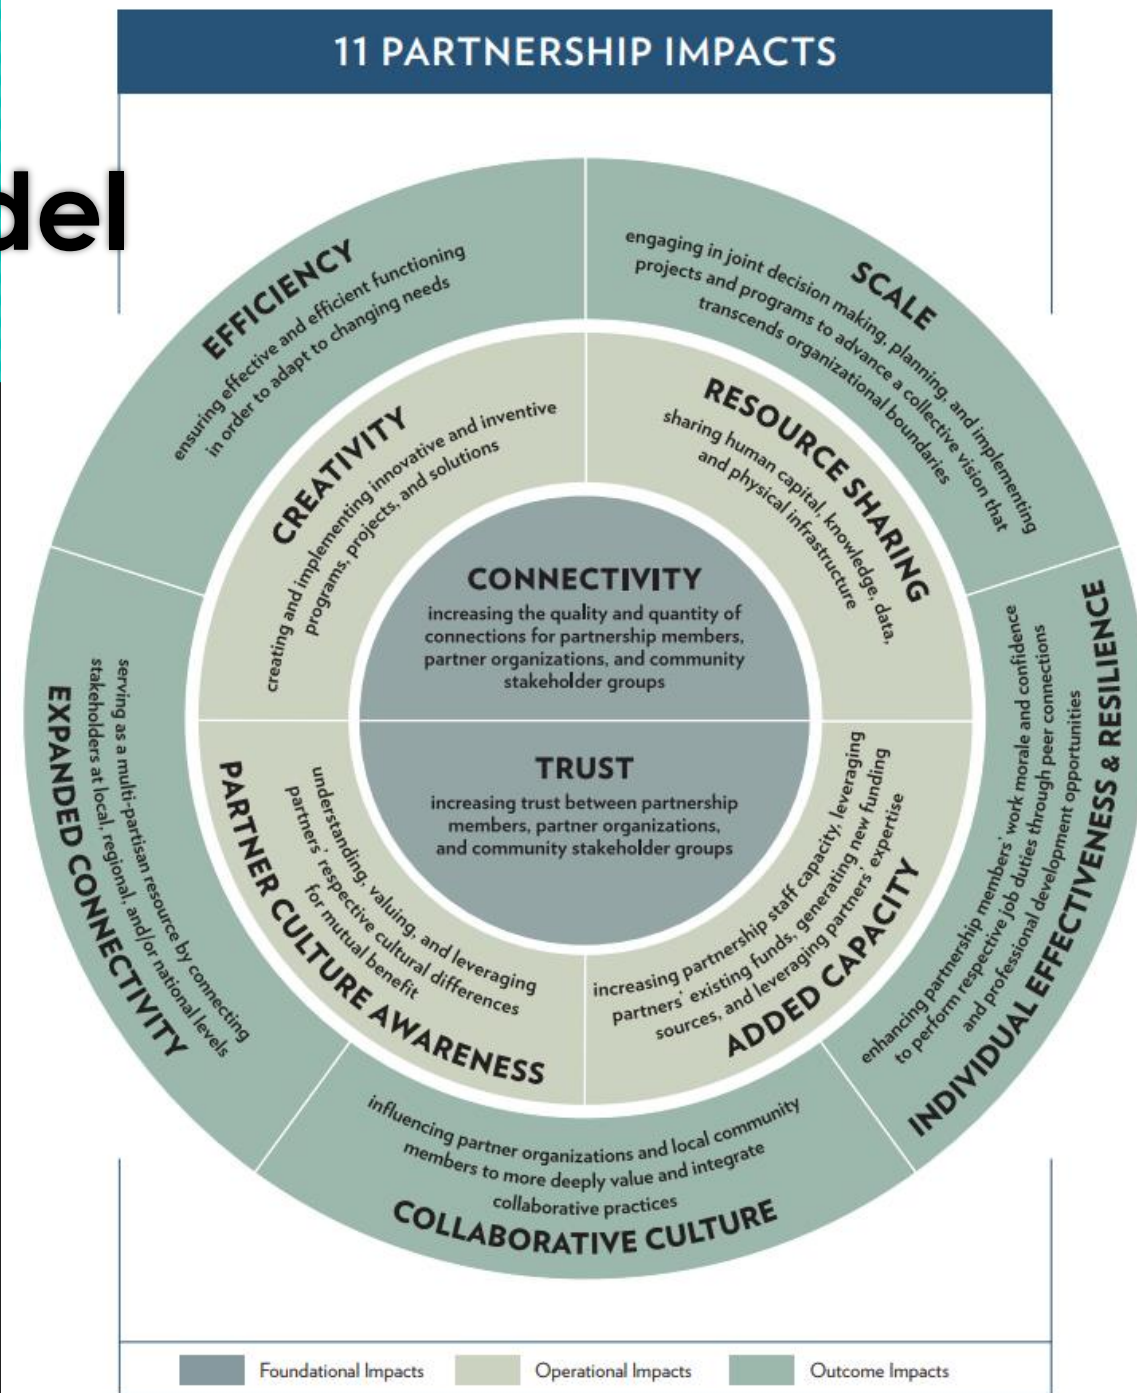 11 PARTNERSHIP IMPACTS
del
EFFICIENCY
ensuring effective and efficient functioning
in order to adapt to changing needs
SCALE
engaging in joint decision making, planning, and implementing
projects and programs to advance a collective vision that
transcends organizational boundaries
CREATIVITY
creating and implementing innovative and inventive
programs, projects, and solutions
RESOURCE SHARING
sharing human capital, knowledge, data,
and physical infrastructure
CONNECTIVITY
increasing the quality and quantity of
connections for partnership members,
partner organizations, and community
stakeholder groups
TRUST
increasing trust between partnership
members, partner organizations,
and community stakeholder groups
serving as a multi-partisan resource by connecting
stakeholders at local, regional, and/or national levels
EXPANDED CONNECTIVITY
understanding, valuing, and leveraging
partners' respective cultural differences
for mutual benefit
PARTNER CULTURE AWARENESS
increasing partnership staff capacity, leveraging
partners' existing funds, generating new funding
sources, and leveraging partners' expertise
ADDED CAPACITY
enhancing partnership members' work morale and confidence
to perform respective job duties through peer connections
and professional development opportunities
INDIVIDUAL EFFECTIVENESS & RESILIENCE
influencing partner organizations and local community
members to more deeply value and integrate
collaborative practices
COLLABORATIVE CULTURE
Foundational Impacts
Operational Impacts
Outcome Impacts